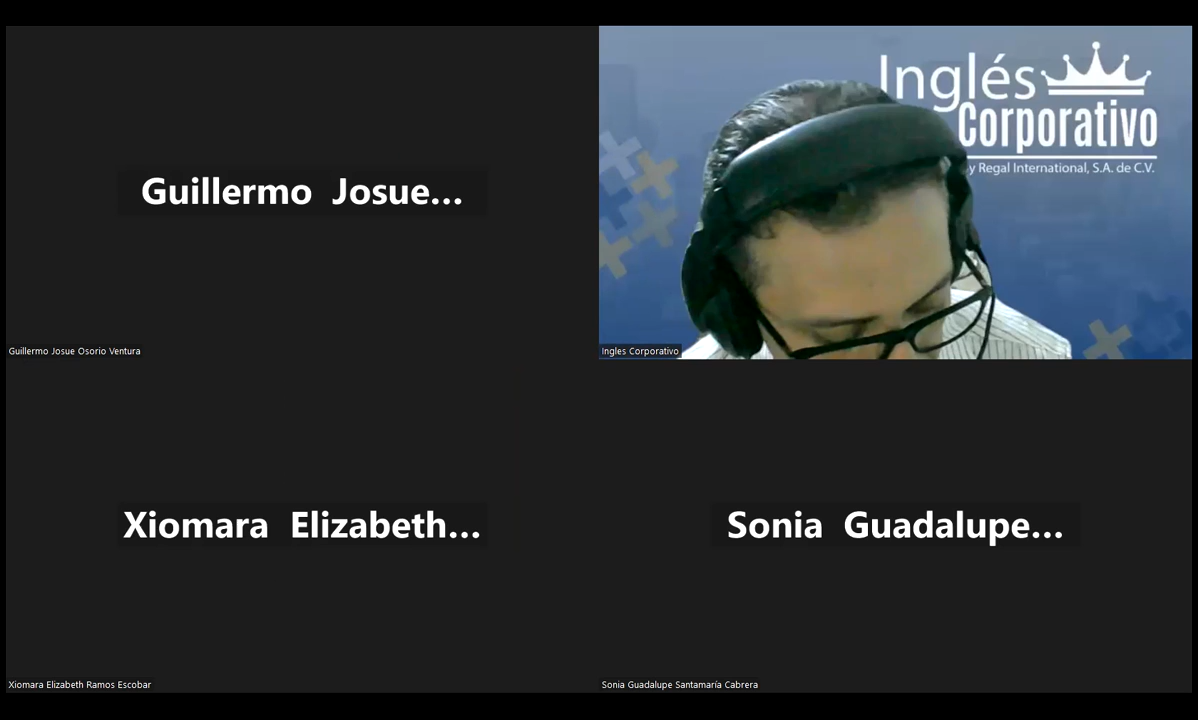 Guillermo Josue...
Guillermo Josue Osorio Ventura
Inglés
Corporativo
y Regal International, S.A. de C.V.
Ingles Corporativo
Xiomara Elizabeth...
Xiomara Elizabeth Ramos Escobar
Sonia Guadalupe...
Sonia Guadalupe Santamaría Cabrera